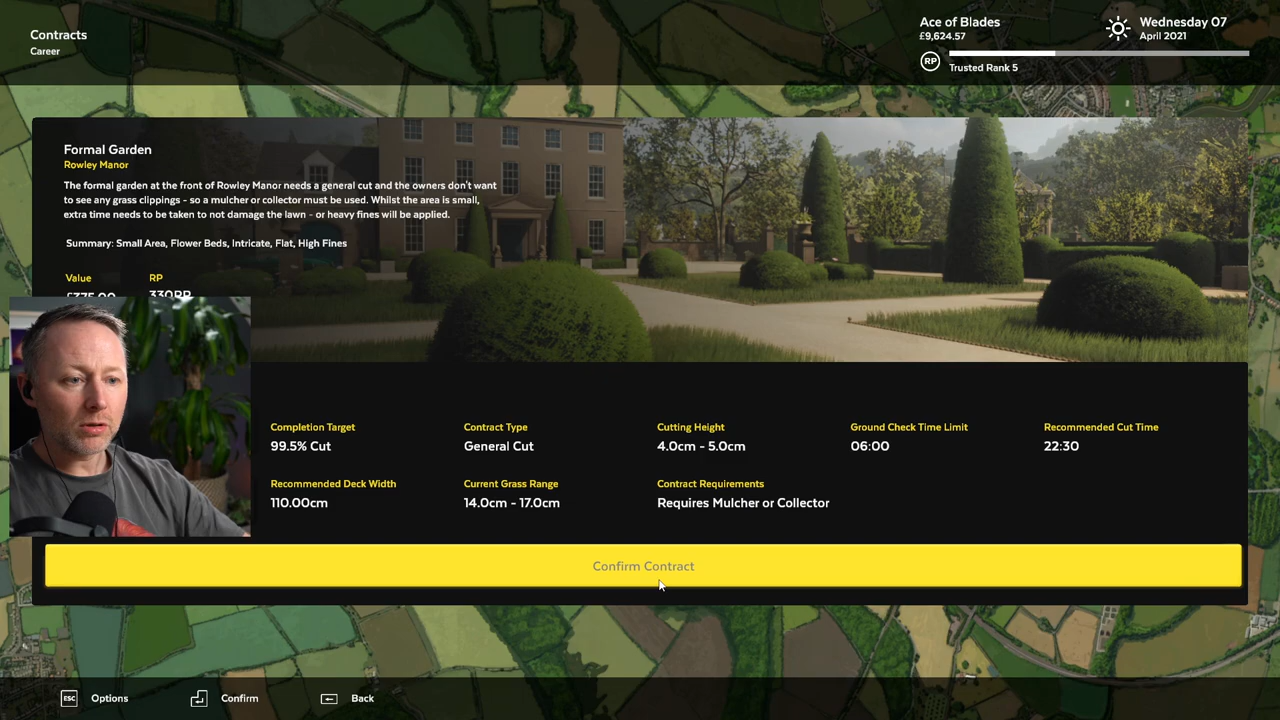 Contracts
Career
Ace of Blades
£9,624.57
RP
Trusted Rank 5
Wednesday 07
April 2021
Formal Garden
Rowley Manor
The formal garden at the front of Rowley Manor needs a general cut and the owners don't want
to see any grass clippings - so a mulcher or collector must be used. Whilst the area is small,
extra time needs to be taken to not damage the lawn - or heavy fines will be applied.
Summary: Small Area, Flower Beds, Intricate, Flat, High Fines
Value
RP
£375.00
330RP
Completion Target
99.5% Cut
Contract Type
General Cut
Cutting Height
4.0cm - 5.0cm
Ground Check Time Limit
06:00
Recommended Cut Time
22:30
Recommended Deck Width
110.00cm
Current Grass Range
14.0cm - 17.0cm
Contract Requirements
Requires Mulcher or Collector
Confirm Contract
ESC Options
Confirm
Back